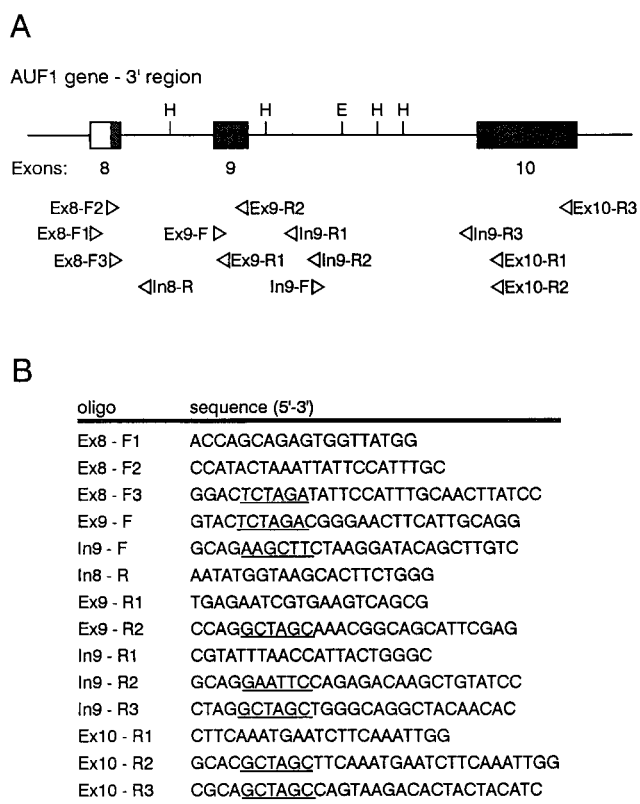 A
AUF1 gene - 3' region
H H E H H
Exons: 8 9 10
Ex8-F2 Ex9-R2 Ex10-R3
Ex8-F1 Ex9-F In9-R1 In9-R3
Ex8-F3 Ex9-R1 In9-R2 Ex10-R1
In8-R In9-F Ex10-R2
B
oligo sequence (5'-3')
Ex8 - F1 ACCAGCAGAGTGGTTATGG
Ex8 - F2 CCATACTAAATTATTCCATTTGC
Ex8 - F3 GGACTCTAGATATTCCATTTGCAACTTATCC
Ex9 - F GTACTCTAGACGGGAACTTCATTGCAGG
In9 - F GCAGAAGCTTCTAAGGATACAGCTTGTC
In8 - R AATATGGTAAGCACTTCTGGG
Ex9 - R1 TGAGAATCGTGAAGTCAGCG
Ex9 - R2 CCAGGCTAGCAAACGGCAGCATTCGAG
In9 - R1 CGTATTTAACCATTACTGGGC
In9 - R2 GCAGGAATTCCAGAGACAAGCTGTATCC
In9 - R3 CTAGGCTAGCTGGGCAGGCTACAACAC
Ex10 - R1 CTTCAAATGAATCTTCAAATTGG
Ex10 - R2 GCACGCTAGCTTCAAATGAATCTTCAAATTGG
Ex10 - R3 CGCAGCTAGCCAGTAAGACACTACTACATC